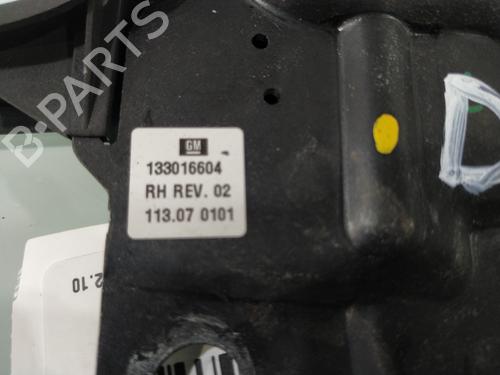 B-PARTS
GM
133016604
RH REV. 02
113.07 0101
2.10
D